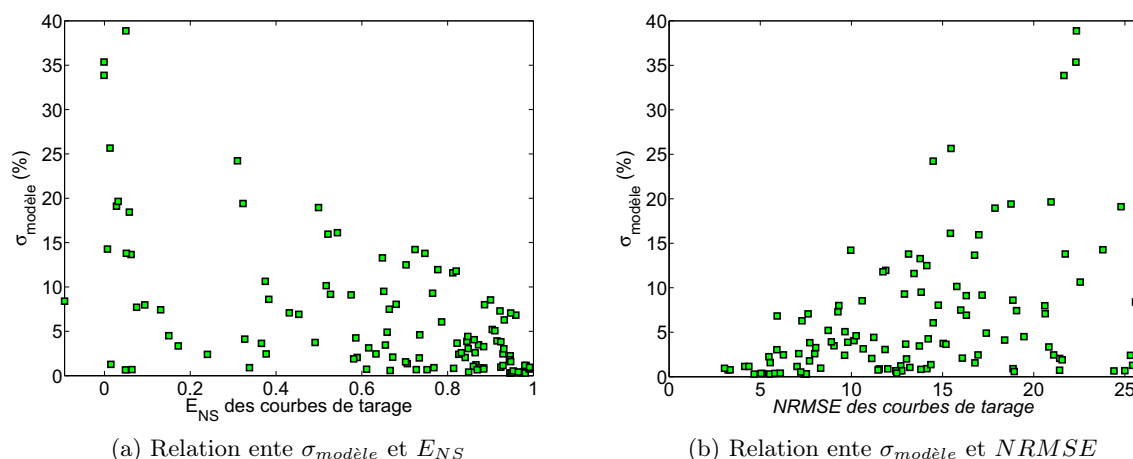 40
35
30
25
20
15
10
5
0
σmodèle (%)
0 0.2 0.4 0.6 0.8 1
ENS des courbes de tarage
(a) Relation ente σmodèle et ENS
40
35
30
25
20
15
10
5
0
σmodèle (%)
0 5 10 15 20 25
NRMSE des courbes de tarage
(b) Relation ente σmodèle et NRMSE